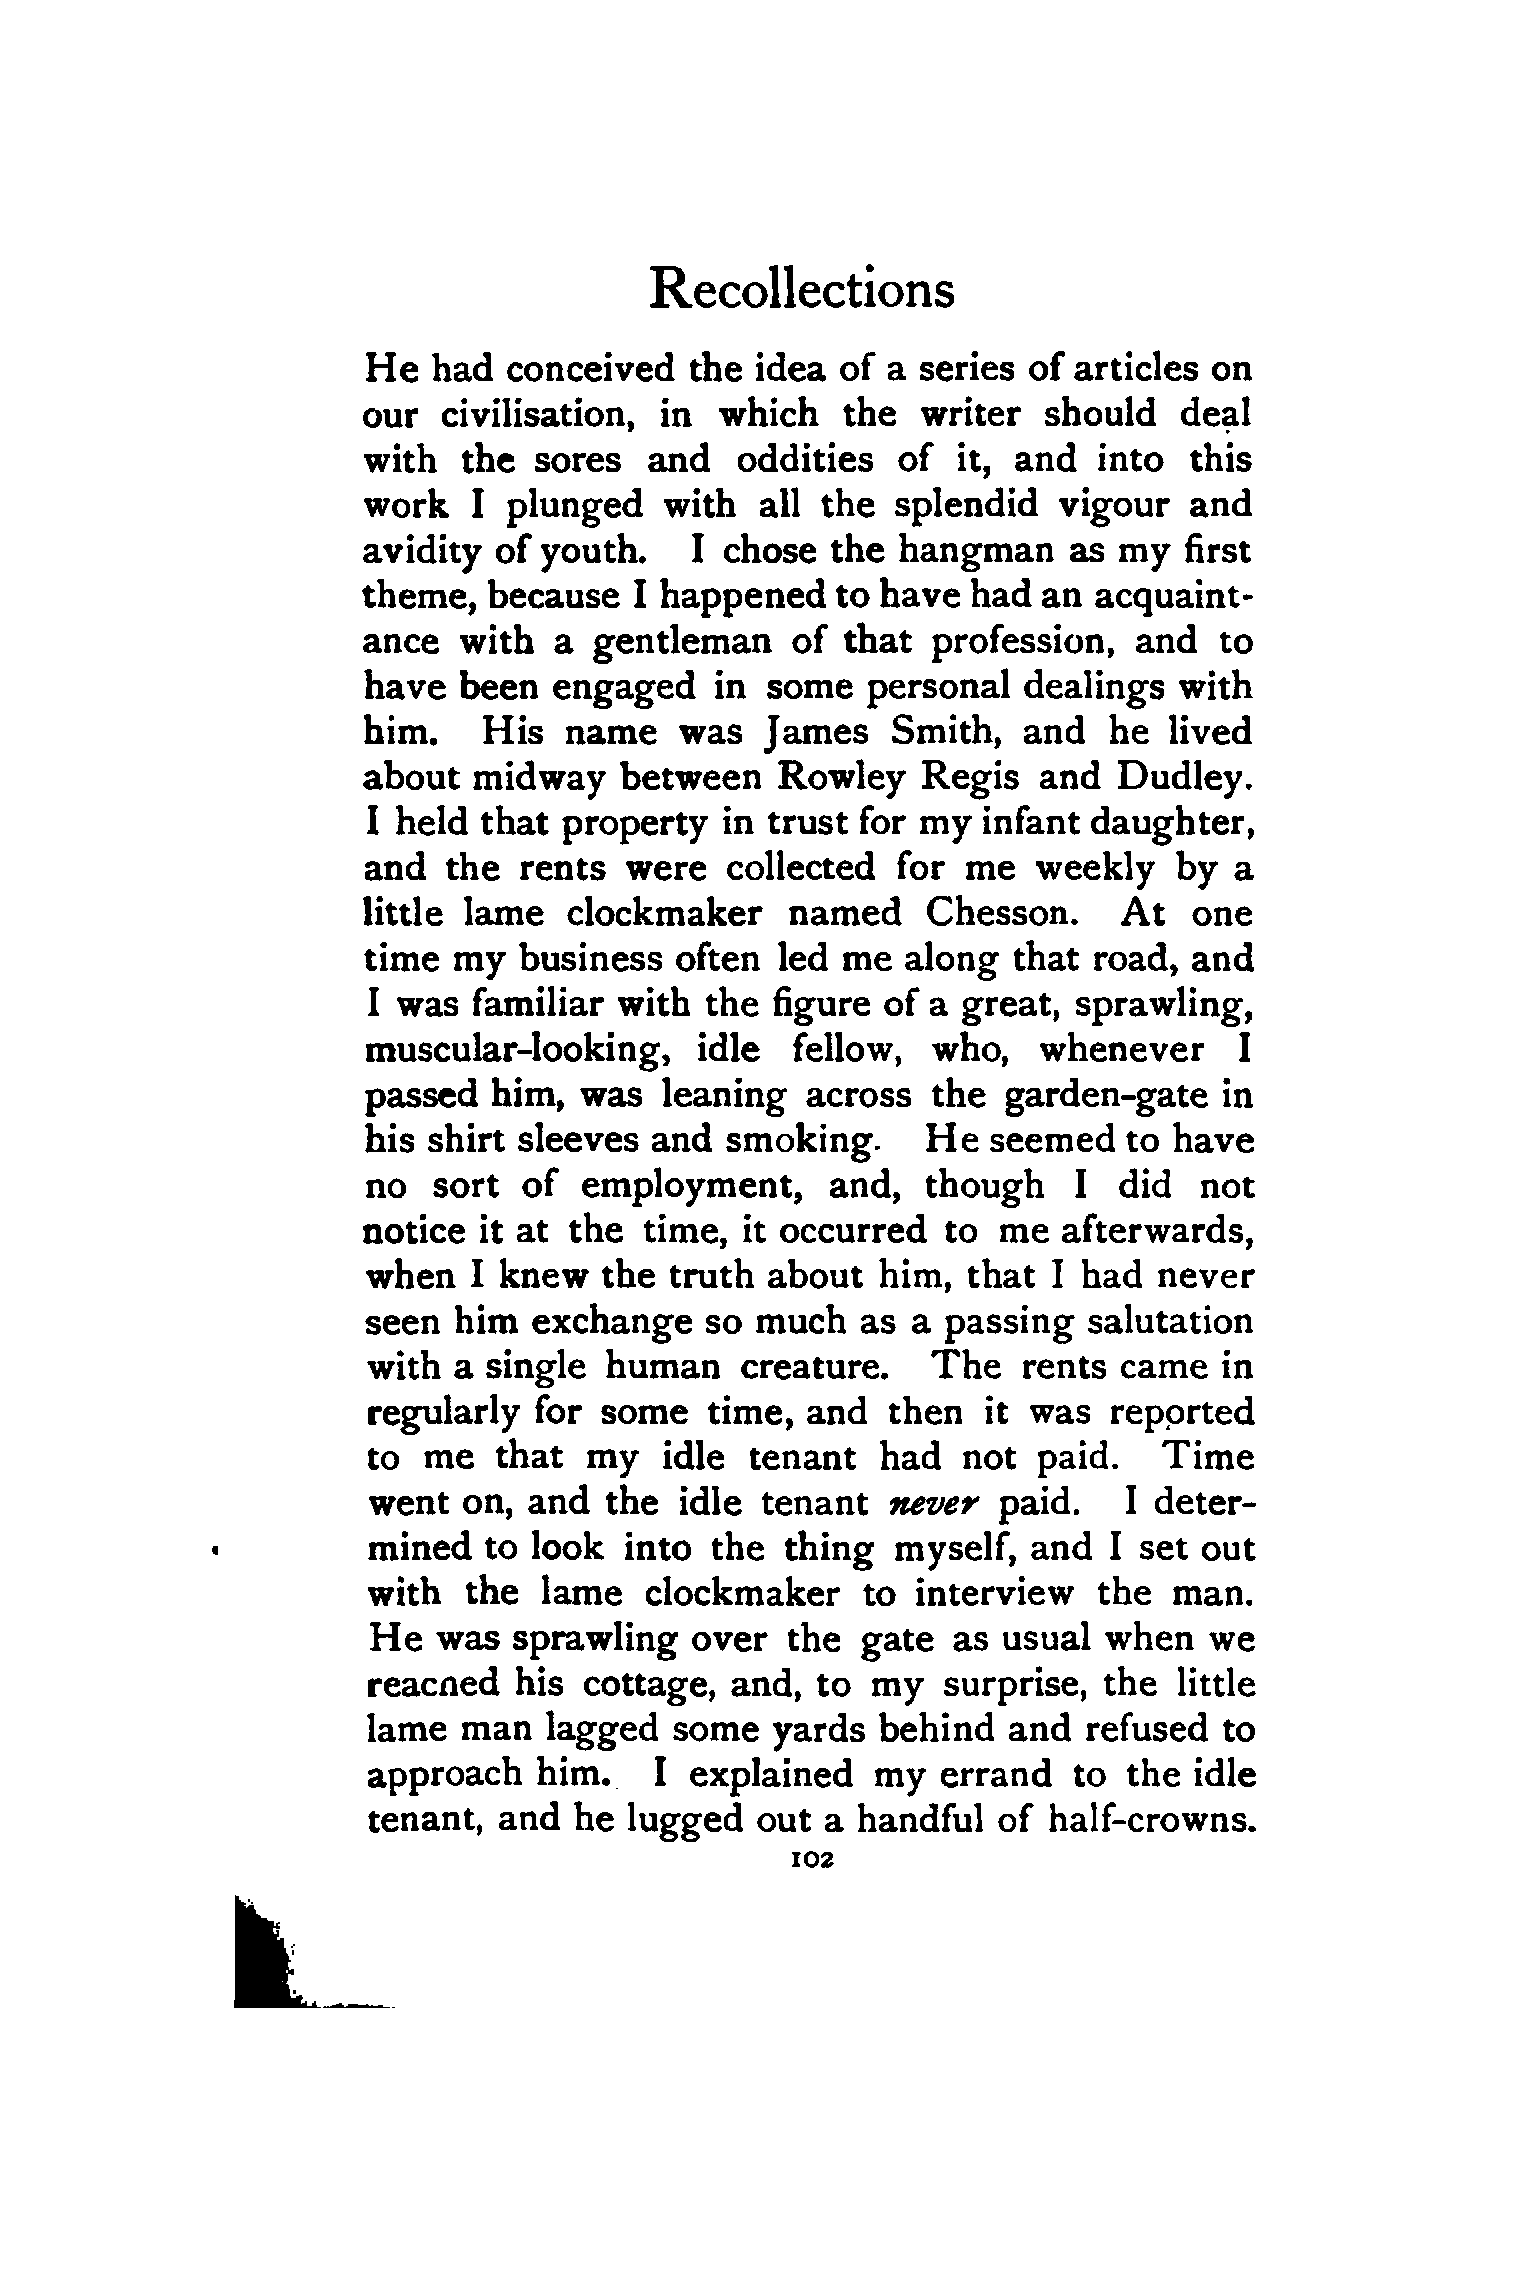 Recollections
He had conceived the idea of a series of articles on
our civilisation, in which the writer should deal
with the sores and oddities of it, and into this
work I plunged with all the splendid vigour and
avidity of youth. I chose the hangman as my first
theme, because I happened to have had an acquaint-
ance with a gentleman of that profession, and to
have been engaged in some personal dealings with
him. His name was James Smith, and he lived
about midway between Rowley Regis and Dudley.
I held that property in trust for my infant daughter,
and the rents were collected for me weekly by a
little lame clockmaker named Chesson. At one
time my business often led me along that road, and
I was familiar with the figure of a great, sprawling,
muscular-looking, idle fellow, who, whenever I
passed him, was leaning across the garden-gate in
his shirt sleeves and smoking. He seemed to have
no sort of employment, and, though I did not
notice it at the time, it occurred to me afterwards,
when I knew the truth about him, that I had never
seen him exchange so much as a passing salutation
with a single human creature. The rents came in
regularly for some time, and then it was reported
to me that my idle tenant had not paid. Time
went on, and the idle tenant never paid. I deter-
mined to look into the thing myself, and I set out
with the lame clockmaker to interview the man.
He was sprawling over the gate as usual when we
reached his cottage, and, to my surprise, the little
lame man lagged some yards behind and refused to
approach him. I explained my errand to the idle
tenant, and he lugged out a handful of half-crowns.
102